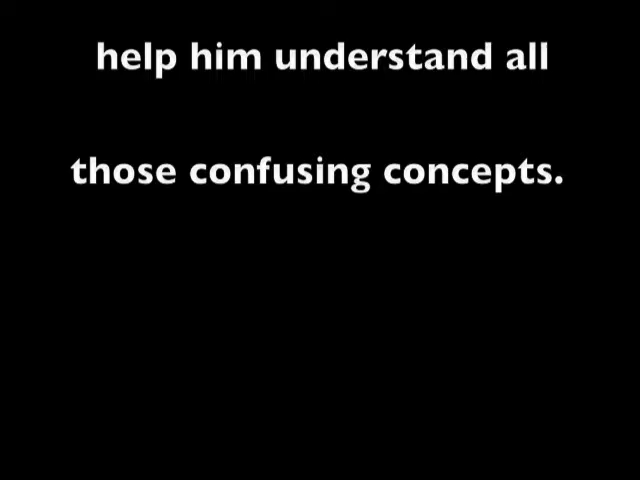 help him understand all
those confusing concepts.